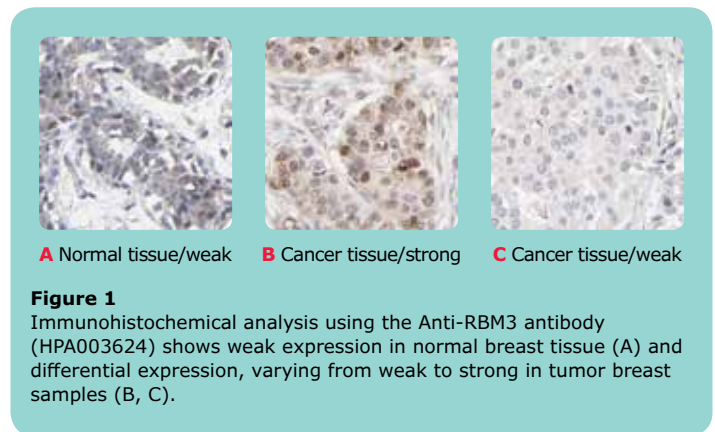 A Normal tissue/weak B Cancer tissue/strong C Cancer tissue/weak
Figure 1
Immunohistochemical analysis using the Anti-RBM3 antibody
(HPA003624) shows weak expression in normal breast tissue (A) and
differential expression, varying from weak to strong in tumor breast
samples (B, C).